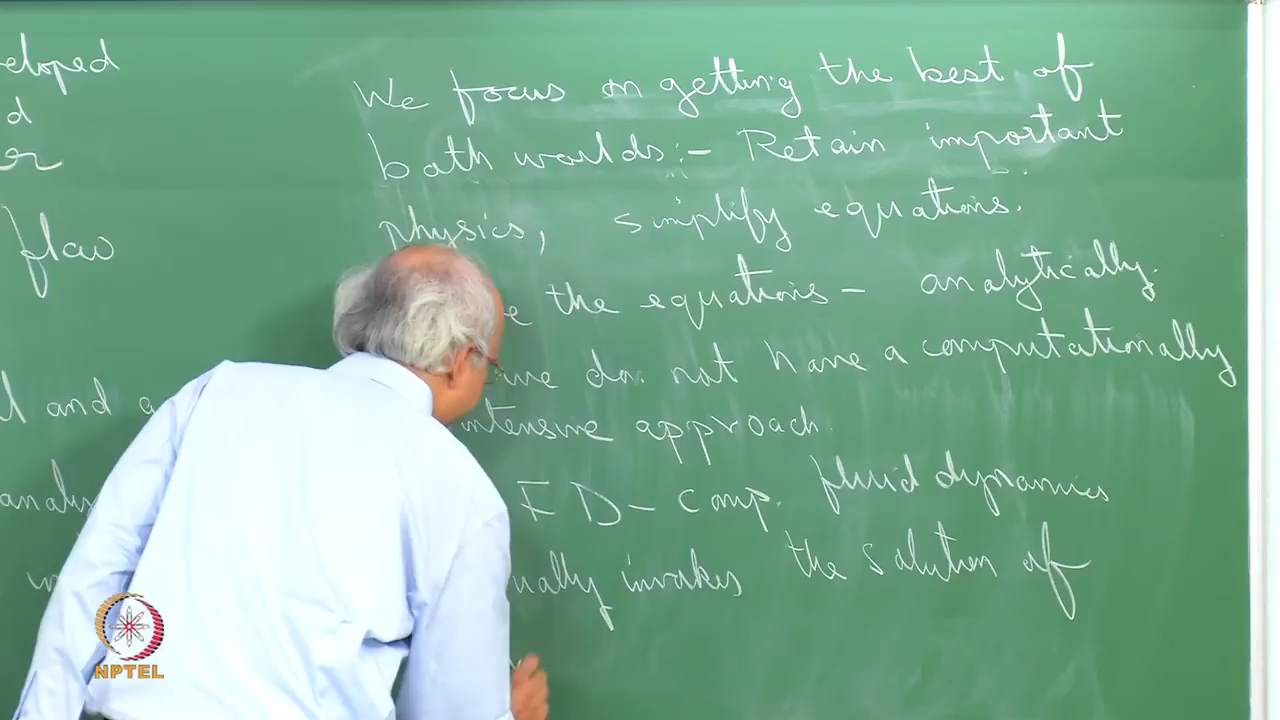 eloped
d
er
flow
l and a
analy
We focus on getting the best of
both worlds:- Retain important
physics, simplify equations.
e the equations - analytically.
we do not have a computationally
intensive approach.
FD - comp. fluid dynamics
ually invokes the solution of
NPTEL